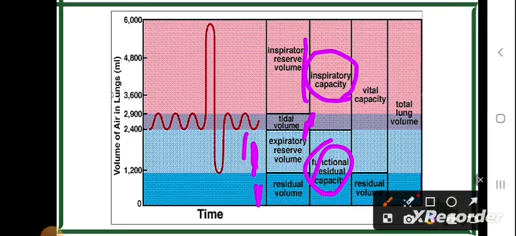 Volume of Air in Lungs (ml)
6,000
4,800
3,600
2,900
2,400
1,200
0
Time
inspirator
reserve
volume
tidal
volume
expiratory
reserve
volume
residual
volume
inspiratory
capacity
functional
residual
capacity
vital
capacity
residual
volume
total
lung
volume
XRecorder